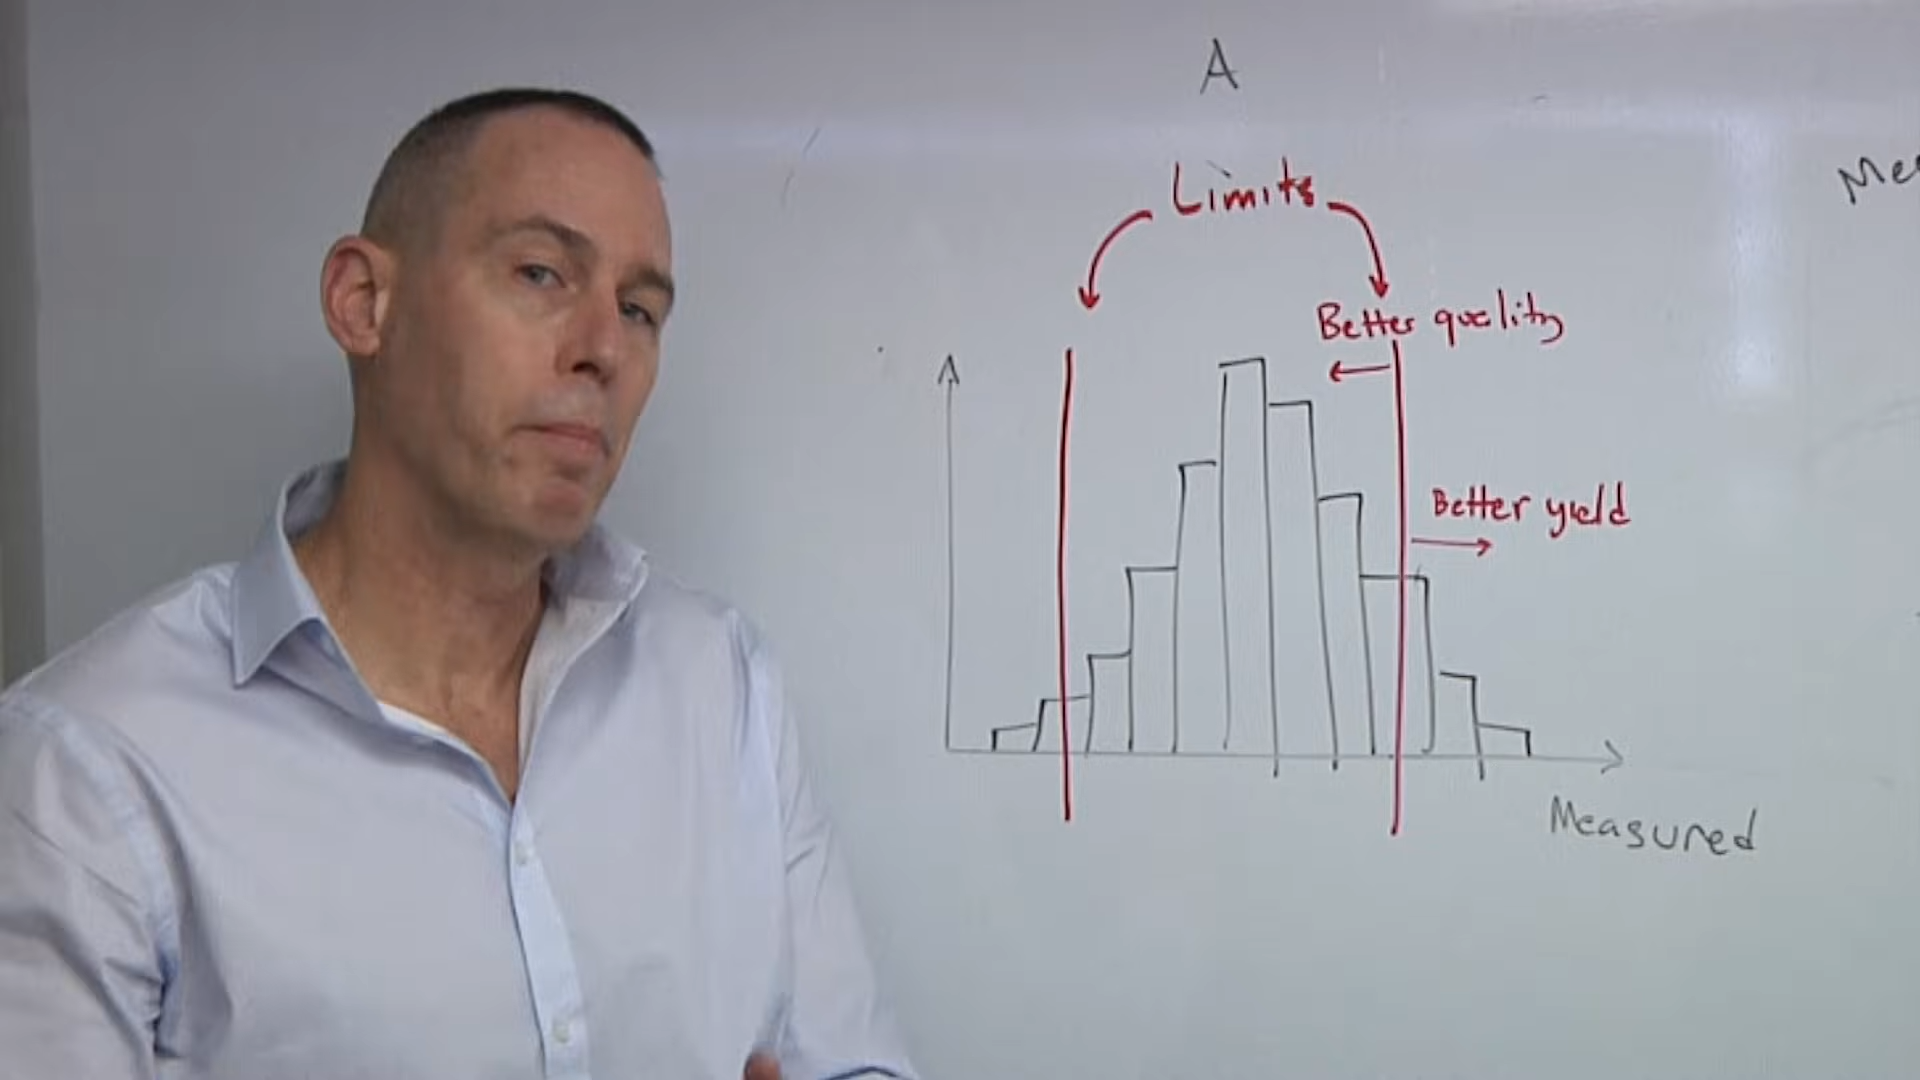 A
Limits
Better quality
Better yield
Measured